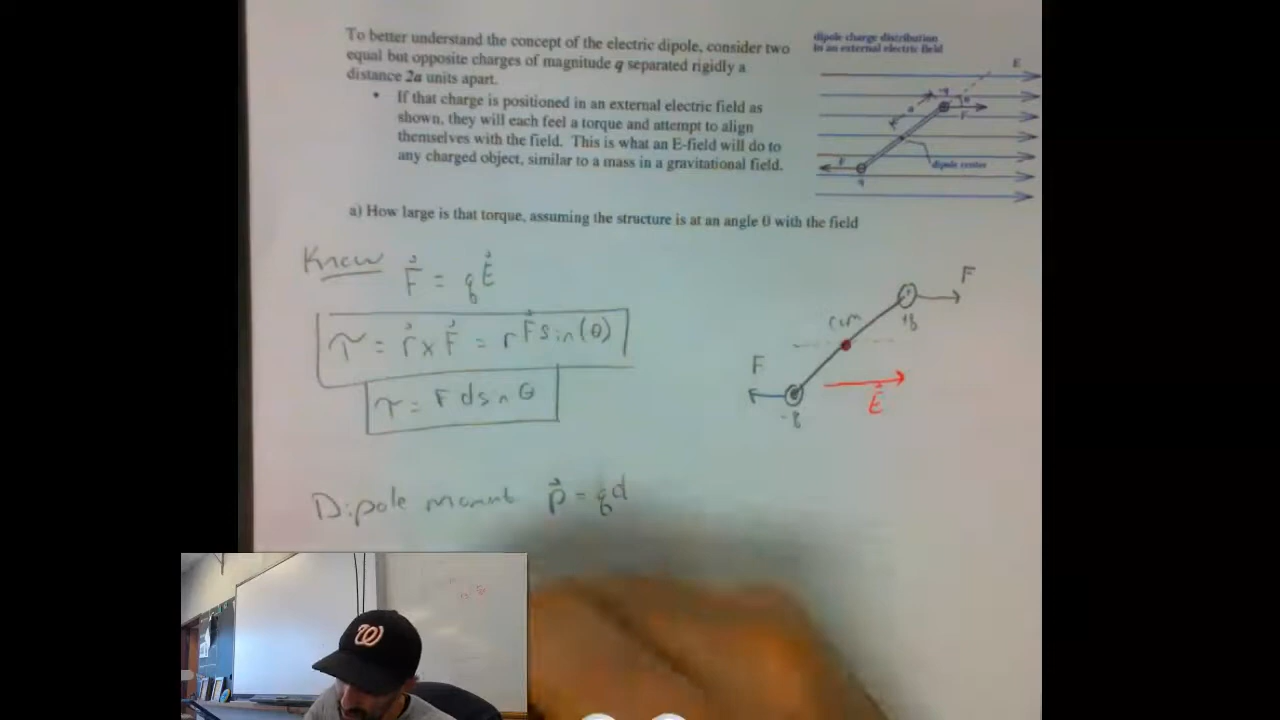 To better understand the concept of the electric dipole, consider two
equal but opposite charges of magnitude q separated rigidly a
distance 2a units apart.
• If that charge is positioned in an external electric field as
shown, they will each feel a torque and attempt to align
themselves with the field. This is what an E-field will do to
any charged object, similar to a mass in a gravitational field.
dipole charge distribution
in an external electric field
E
F
dipole center
a) How large is that torque, assuming the structure is at an angle θ with the field
Know F⃗ = qE⃗
τ = r⃗ x F⃗ = r F sin(θ)
τ = F d sin θ
F
+q
cm
F
-q
E⃗
Dipole moment p⃗ = qd
W